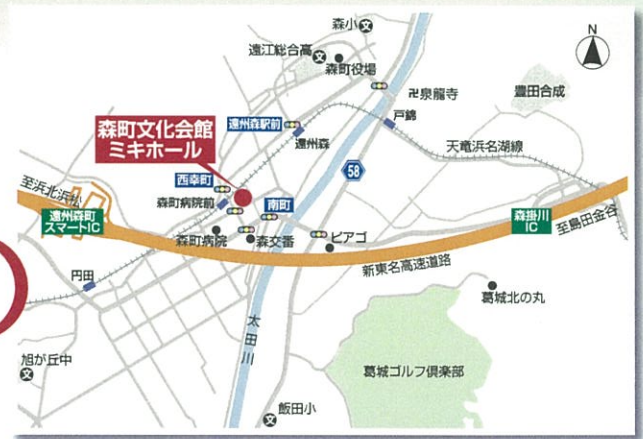 森小
遠江総合高
文
文
森町役場
N
卍泉龍寺
豊田合成
戸綿
遠州森駅前
遠州森
天竜浜名湖線
森町文化会館
ミキホール
58
西幸町
森町病院前
南町
至浜北浜松
遠州森町
スマートIC
森掛川
IC
至島田金谷
森町病院
森交番
ピアゴ
新東名高速道路
円田
葛城北の丸
太田川
旭が丘中
文
葛城ゴルフ倶楽部
飯田小
文